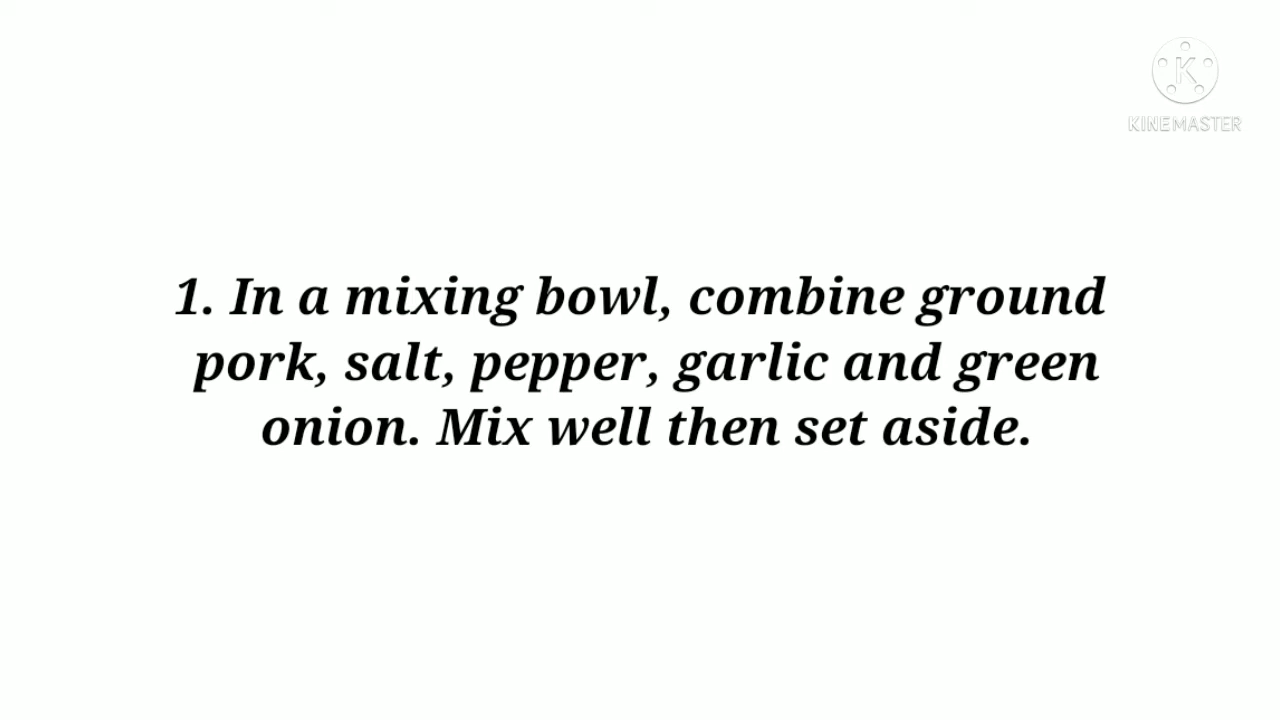 KINEMASTER
1. In a mixing bowl, combine ground
pork, salt, pepper, garlic and green
onion. Mix well then set aside.